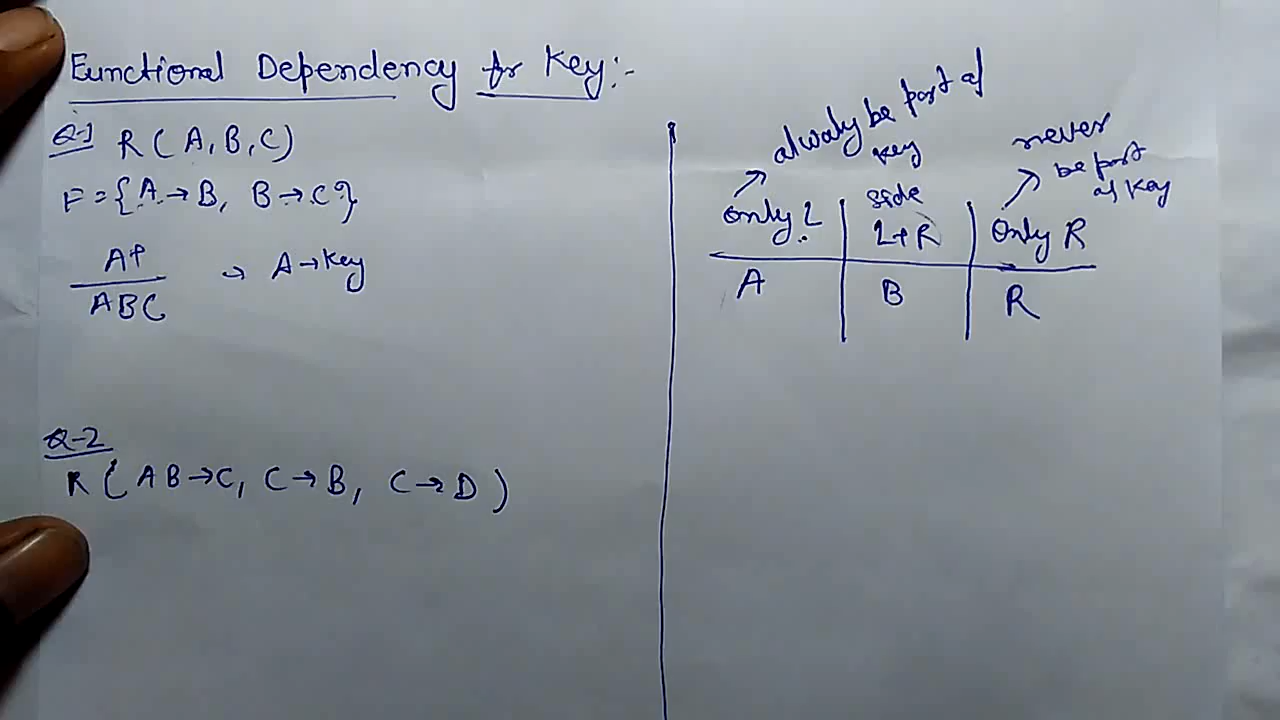 Functional Dependency for Key:-
Q-1 R(A,B,C)
F={A→B, B→C}
A+
ABC
→ A→Key
Q-2
R(AB→C, C→B, C→D)
alwaly be part of
Key
never
be part
of Key
side
only L
L+R
Only R
A
B
R